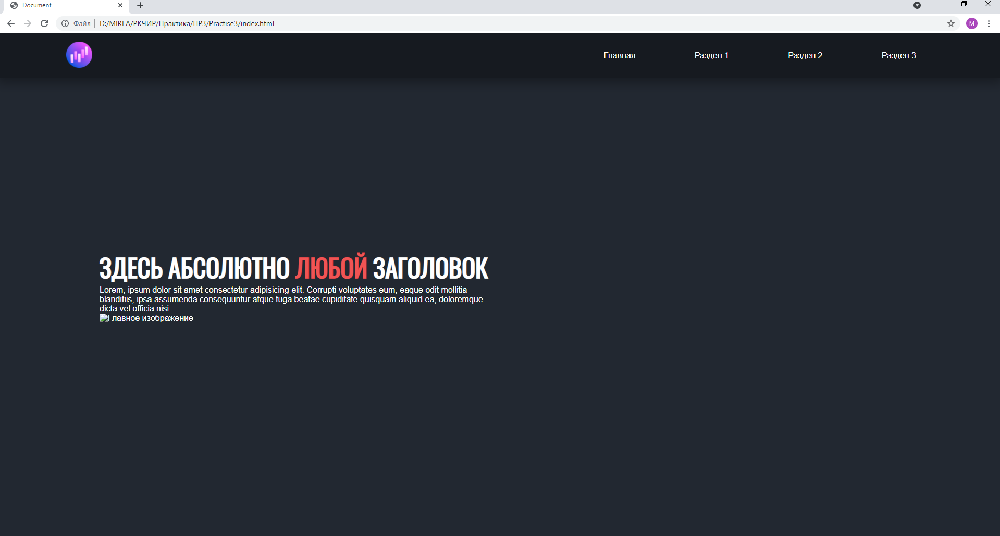 Document
Файл D:/MIREA/РКЧИР/Практика/ПР3/Practise3/index.html
M
Главная Раздел 1 Раздел 2 Раздел 3
ЗДЕСЬ АБСОЛЮТНО ЛЮБОЙ ЗАГОЛОВОК
Lorem, ipsum dolor sit amet consectetur adipisicing elit. Corrupti voluptates eum, eaque odit mollitia
blanditiis, ipsa assumenda consequuntur atque fuga beatae cupiditate quisquam aliquid ea, doloremque
dicta vel officia nisi.
Главное изображение